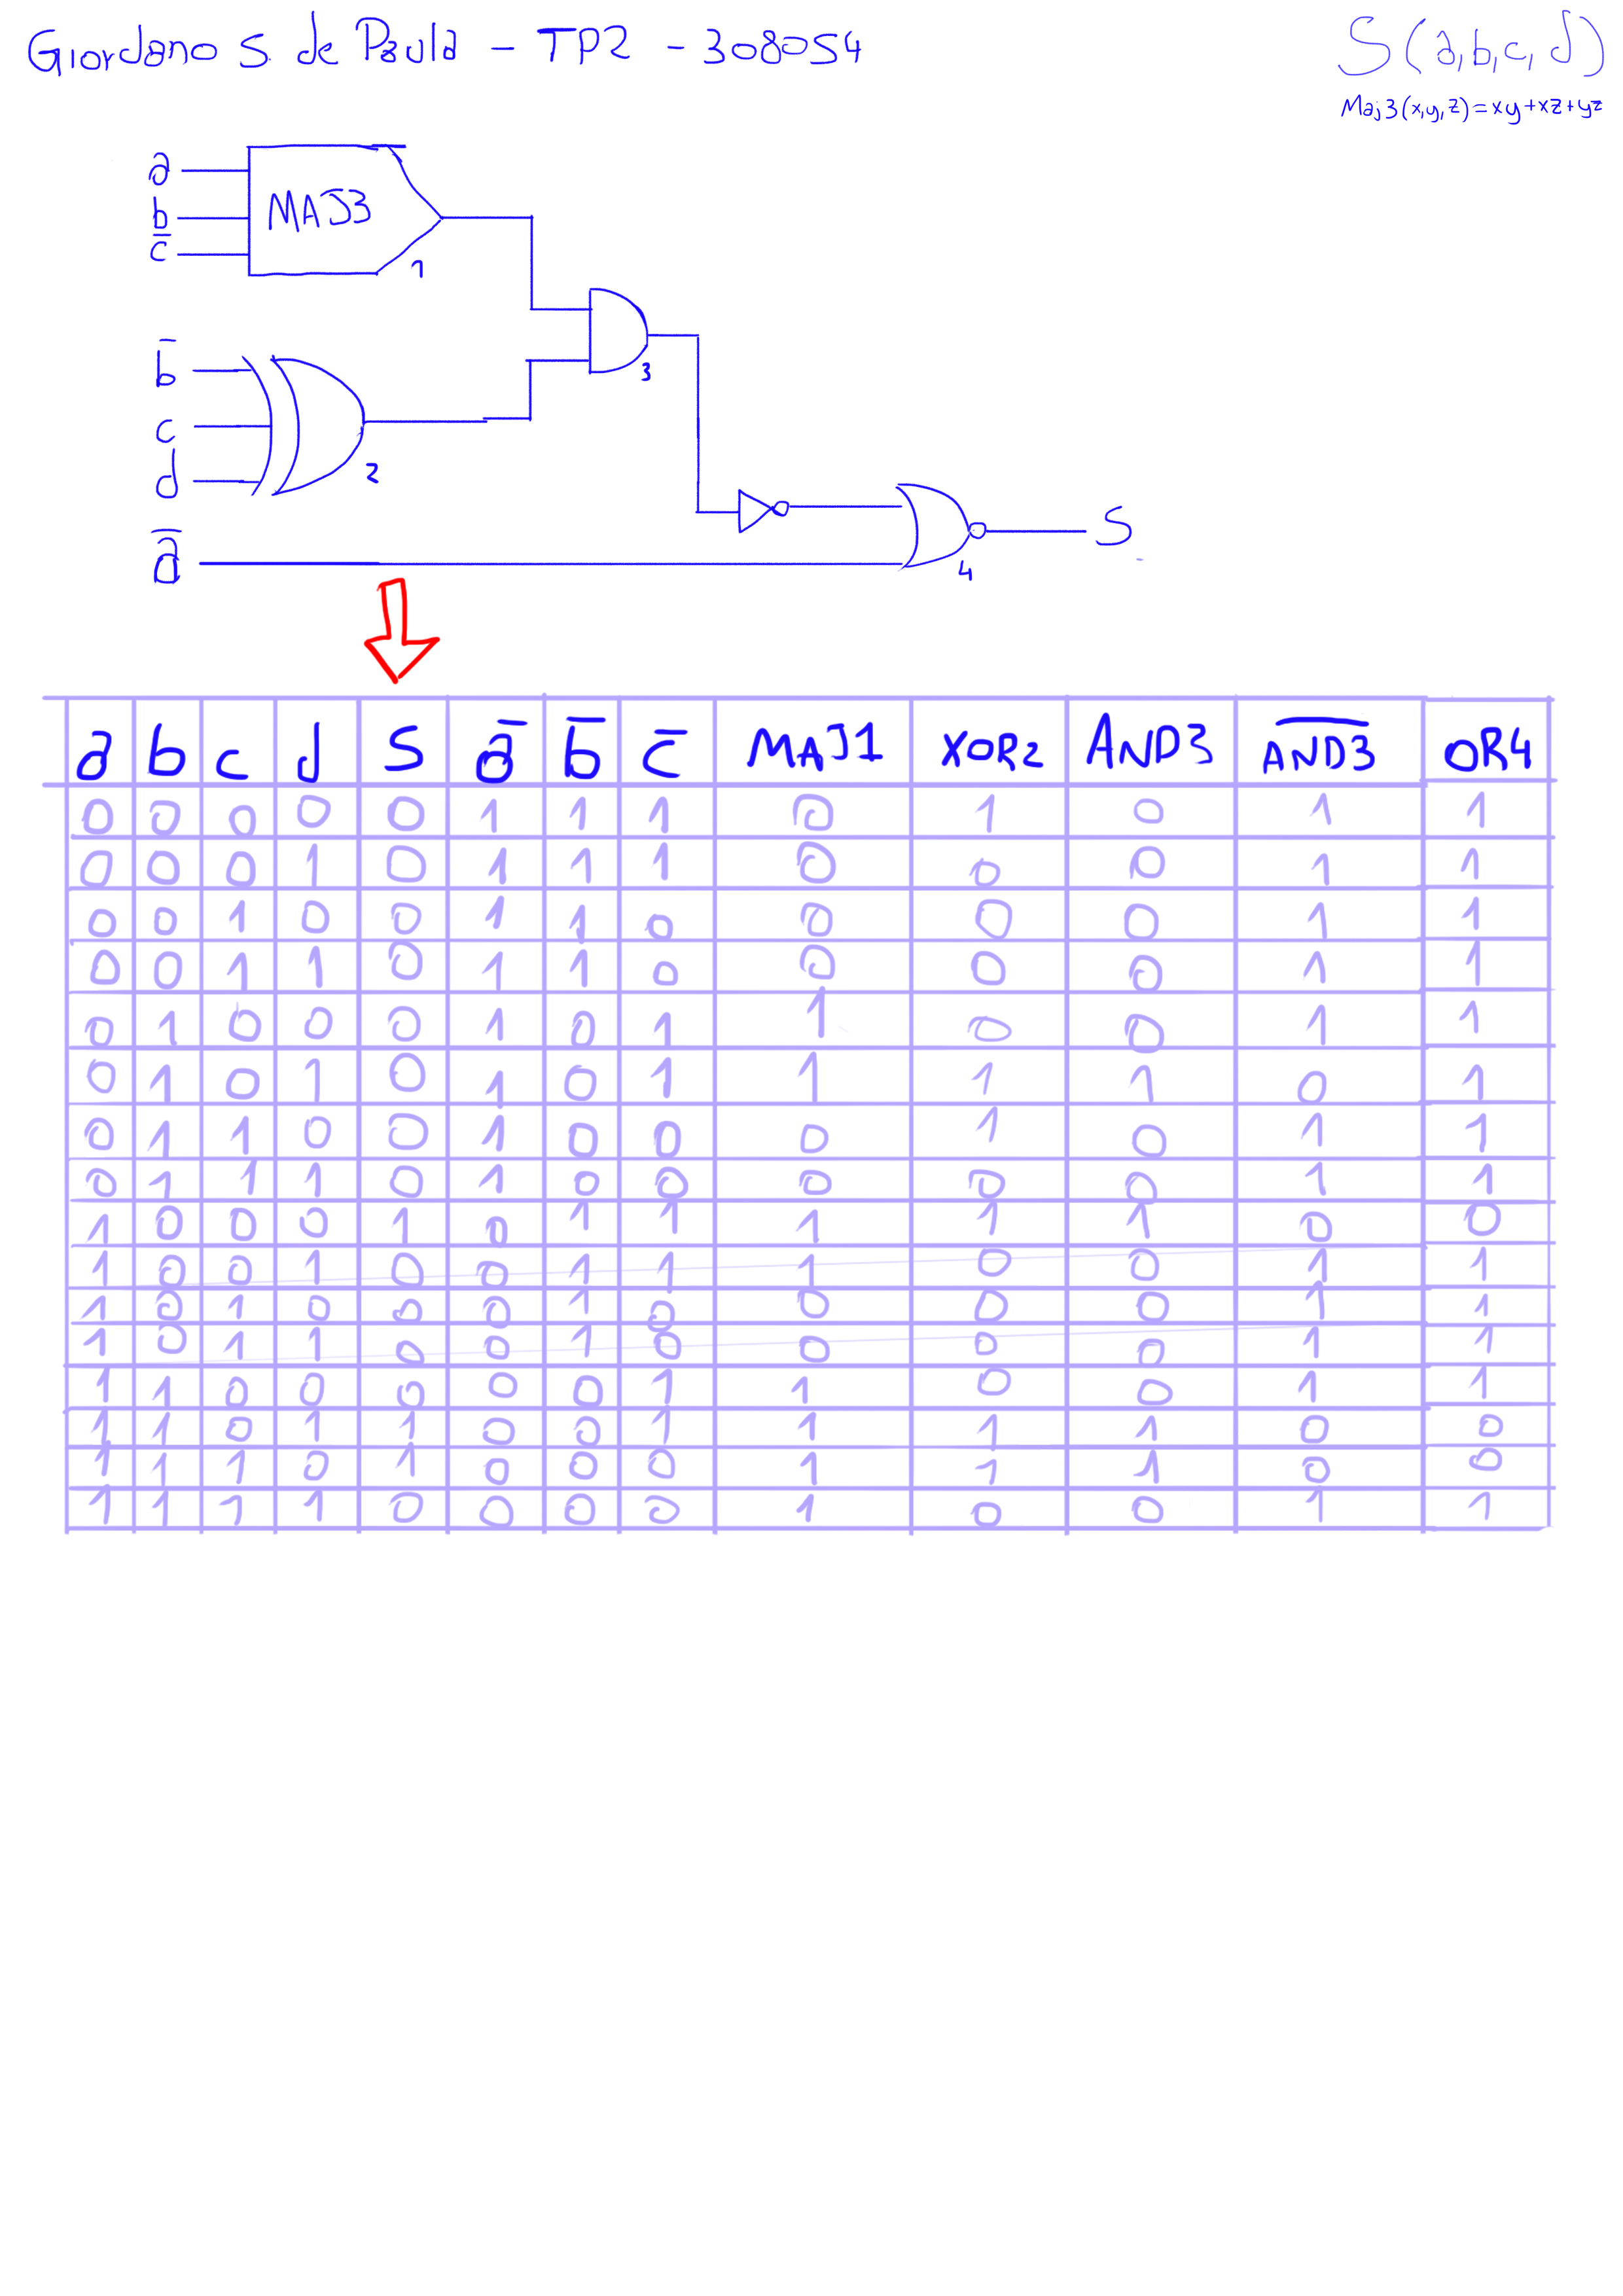 Giordano S. de Paula - TP2 - 308054
S(a,b,c,d)
Maj3(x,y,z)=xy+xz+yz
a
b
c̅
MAJ3
1
b̅
c
d
2
3
a̅
4
S
a b c d S a̅ b̅ c̅ MAJ1 XOR2 AND3 A̅N̅D̅3̅ OR4
0 0 0 0 0 1 1 1 0 1 0 1 1
0 0 0 1 0 1 1 1 0 0 0 1 1
0 0 1 0 0 1 1 0 0 0 0 1 1
0 0 1 1 0 1 1 0 0 0 0 1 1
0 1 0 0 0 1 0 1 1 0 0 1 1
0 1 0 1 0 1 0 1 1 1 1 0 1
0 1 1 0 0 1 0 0 0 1 0 1 1
0 1 1 1 0 1 0 0 0 0 0 1 1
1 0 0 0 1 0 1 1 1 1 1 0 0
1 0 0 1 0 0 1 1 1 0 0 1 1
1 0 1 0 0 0 1 0 0 0 0 1 1
1 0 1 1 0 0 1 0 0 0 0 1 1
1 1 0 0 0 0 0 1 1 0 0 1 1
1 1 0 1 1 0 0 1 1 1 1 0 0
1 1 1 0 1 0 0 0 1 1 1 0 0
1 1 1 1 0 0 0 0 1 0 0 1 1